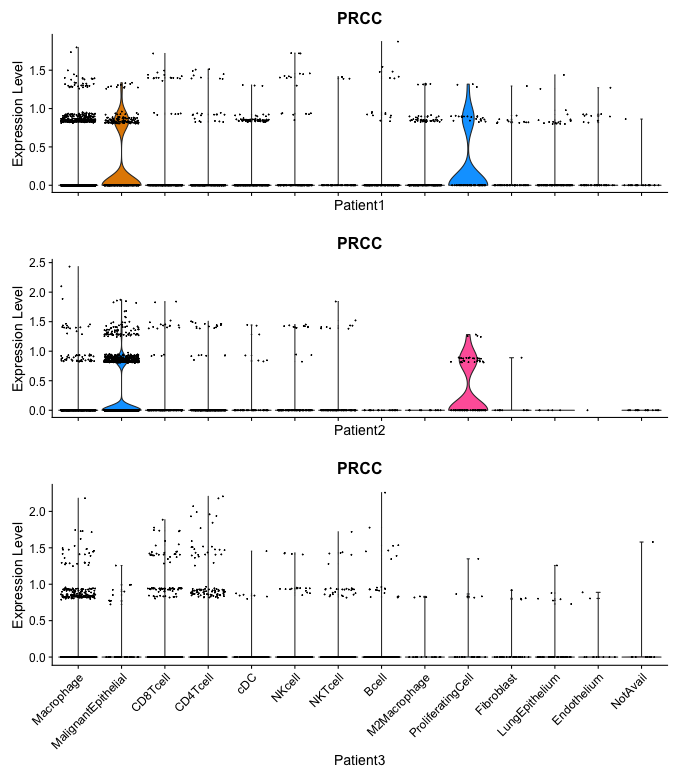 PRCC
Expression Level
1.5
1.0
0.5
0.0
Patient1
PRCC
Expression Level
2.5
2.0
1.5
1.0
0.5
0.0
Patient2
PRCC
Expression Level
2.0
1.5
1.0
0.5
0.0
Macrophage
MalignantEpithelial
CD8Tcell
CD4Tcell
cDC
NKcell
NKTcell
Bcell
M2Macrophage
ProliferatingCell
Fibroblast
LungEpithelium
Endothelium
NotAvail
Patient3